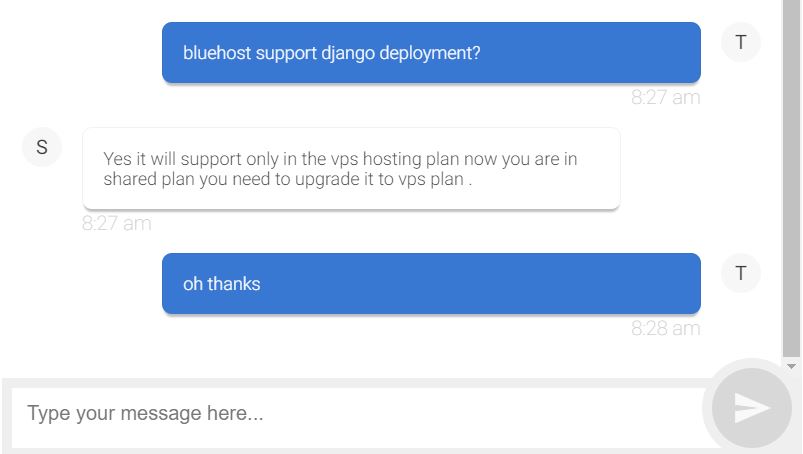 bluehost support django deployment?
T
8:27 am
S
Yes it will support only in the vps hosting plan now you are in
shared plan you need to upgrade it to vps plan .
8:27 am
oh thanks
T
8:28 am
Type your message here...